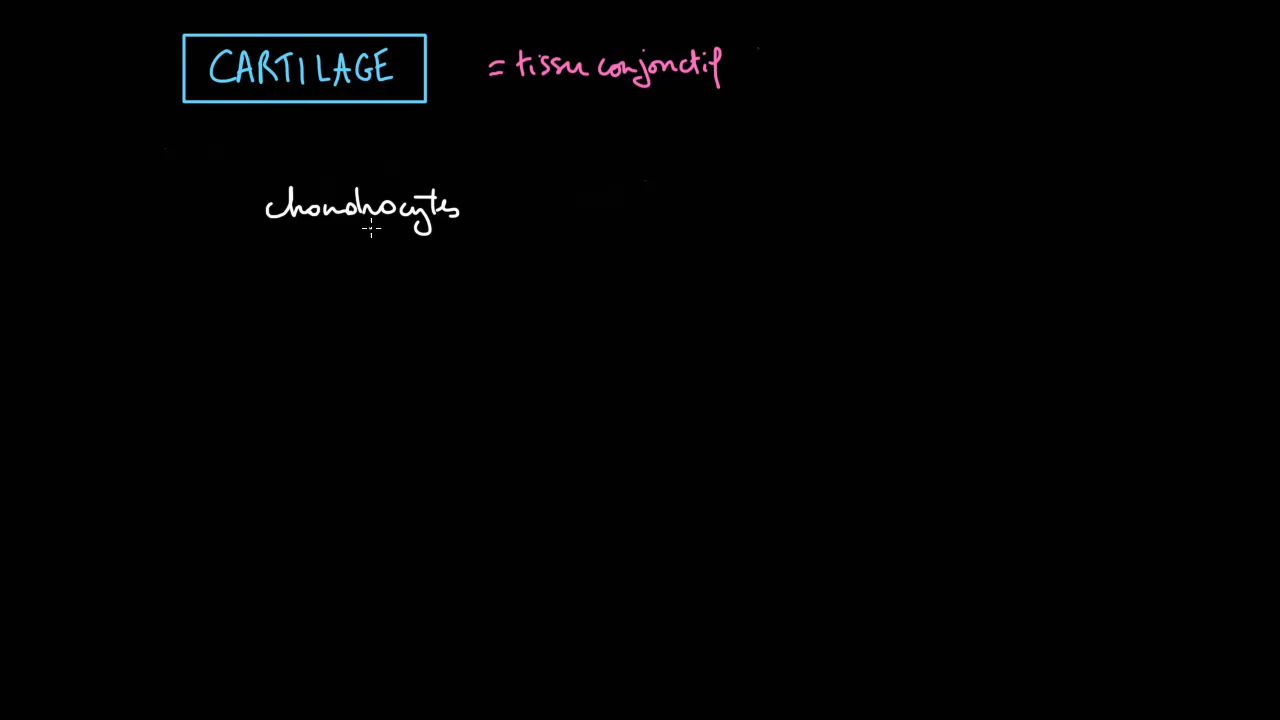 CARTILAGE = tissu conjonctif
chondrocytes